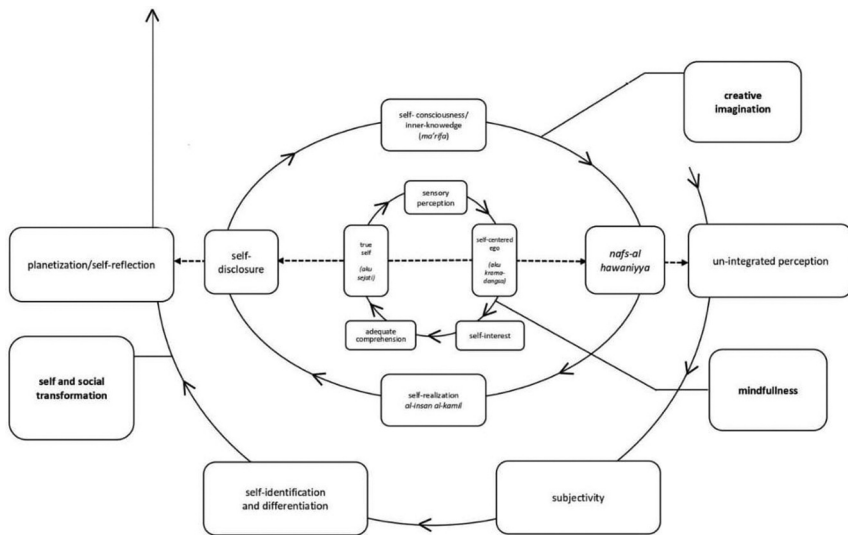 creative
imagination
self- consciousness/
inner-knowedge
(ma'rifa)
sensory
perception
planetization/self-reflection
self-
disclosure
true
self
(aku
sejati)
self-centered
ego
(aku
krama-
dangsa)
nafs-al
hawaniyya
un-integrated perception
adequate
comprehension
self-interest
self and social
transformation
self-realization
al-insan al-kamil
mindfullness
self-identification
and differentiation
subjectivity